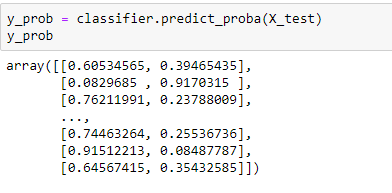 y_prob = classifier.predict_proba(X_test)
y_prob
array([[0.60534565, 0.39465435],
[0.0829685 , 0.9170315 ],
[0.76211991, 0.23788009],
...,
[0.74463264, 0.25536736],
[0.91512213, 0.08487787],
[0.64567415, 0.35432585]])